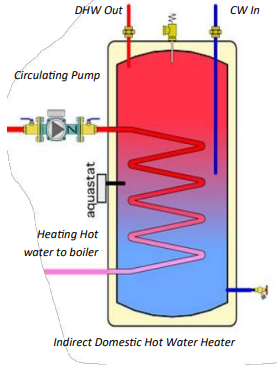 DHW Out
CW In
Circulating Pump
aquastat
Heating Hot
water to boiler
Indirect Domestic Hot Water Heater